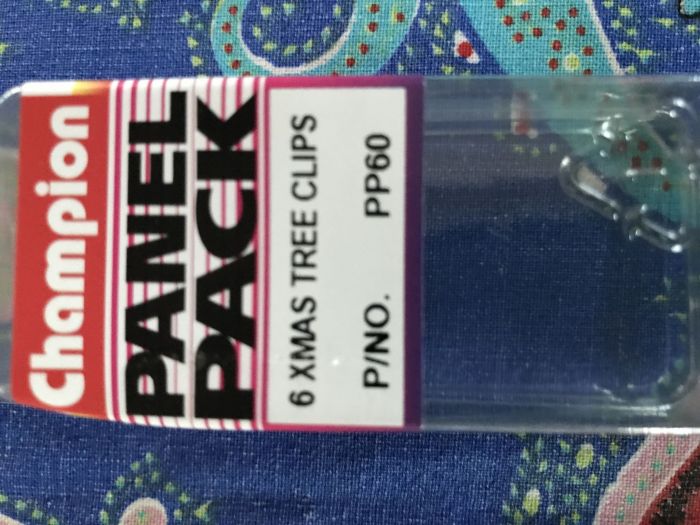 Champion
PANEL
PACK
6 XMAS TREE CLIPS
P/NO. PP60